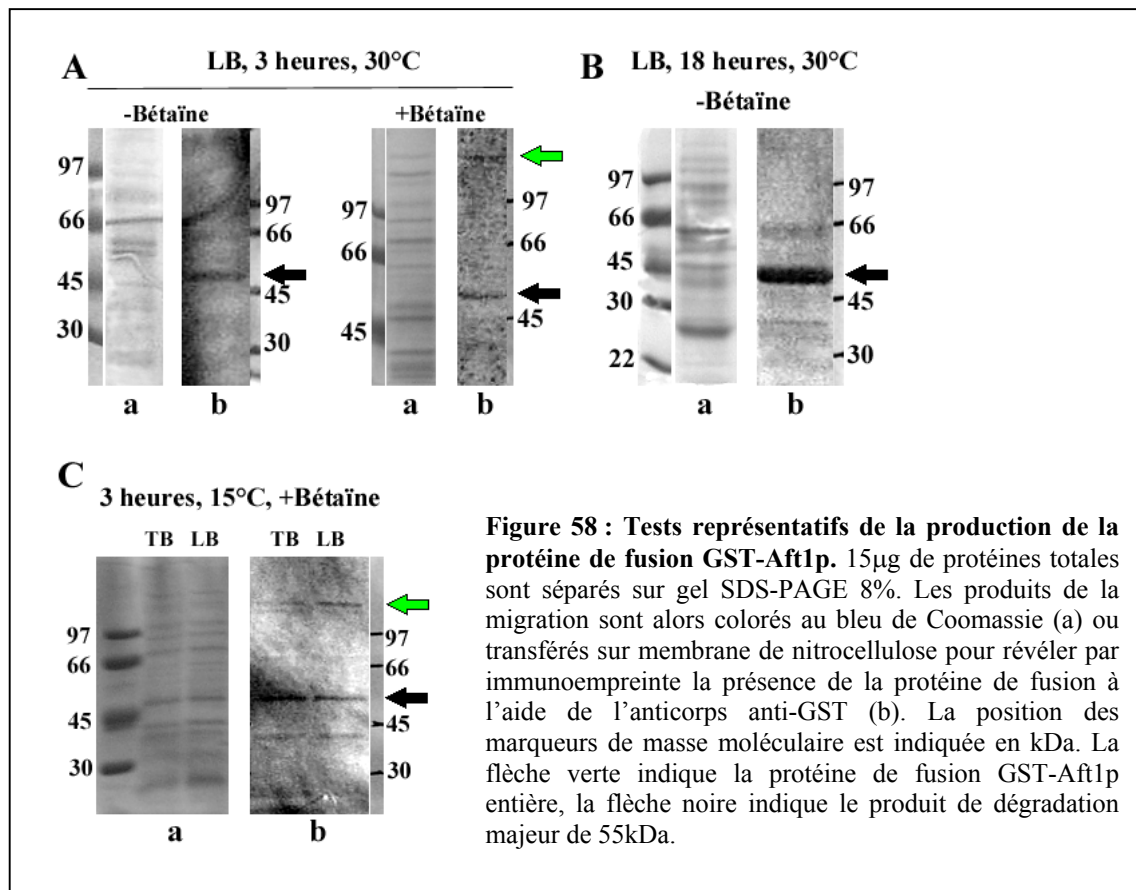 A
LB, 3 heures, 30°C
-Bétaïne
+Bétaïne
97
66
45
30
97
66
45
30
a
b
97
66
45
97
66
45
a
b
B
LB, 18 heures, 30°C
-Bétaïne
97
66
45
30
22
97
66
45
30
a
b
C
3 heures, 15°C, +Bétaïne
TB LB
TB LB
97
66
45
30
97
66
45
30
a
b
Figure 58 : Tests représentatifs de la production de la
protéine de fusion GST-Aft1p. 15µg de protéines totales
sont séparés sur gel SDS-PAGE 8%. Les produits de la
migration sont alors colorés au bleu de Coomassie (a) ou
transférés sur membrane de nitrocellulose pour révéler par
immunoempreinte la présence de la protéine de fusion à
l’aide de l’anticorps anti-GST (b). La position des
marqueurs de masse moléculaire est indiquée en kDa. La
flèche verte indique la protéine de fusion GST-Aft1p
entière, la flèche noire indique le produit de dégradation
majeur de 55kDa.